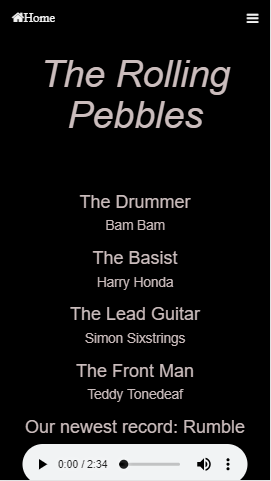 Home
The Rolling
Pebbles
The Drummer
Bam Bam
The Basist
Harry Honda
The Lead Guitar
Simon Sixstrings
The Front Man
Teddy Tonedeaf
Our newest record: Rumble
0:00 / 2:34